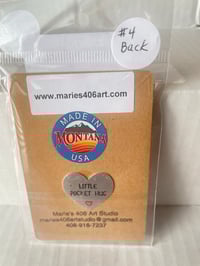 #4
Back
www.maries406art.com
MADE IN
MONTANA
USA
LITTLE
POCKET HUG
Marie's 406 Art Studio
maries406artstudio@gmail.com
406-916-7237